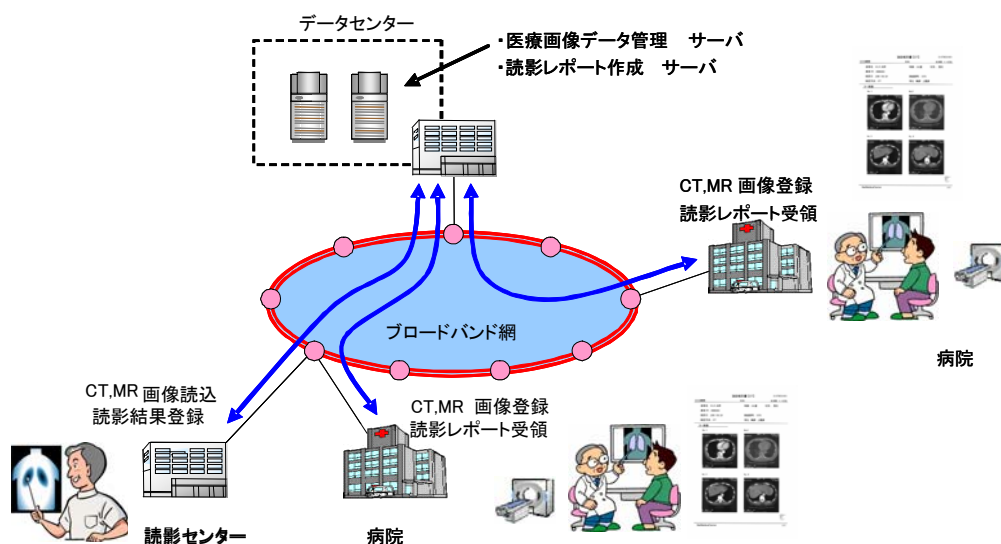 データセンター
・医療画像データ管理　サーバ
・読影レポート作成　サーバ
CT,MR 画像登録
読影レポート受領
病院
ブロードバンド網
CT,MR 画像読込
読影結果登録
読影センター
CT,MR 画像登録
読影レポート受領
病院